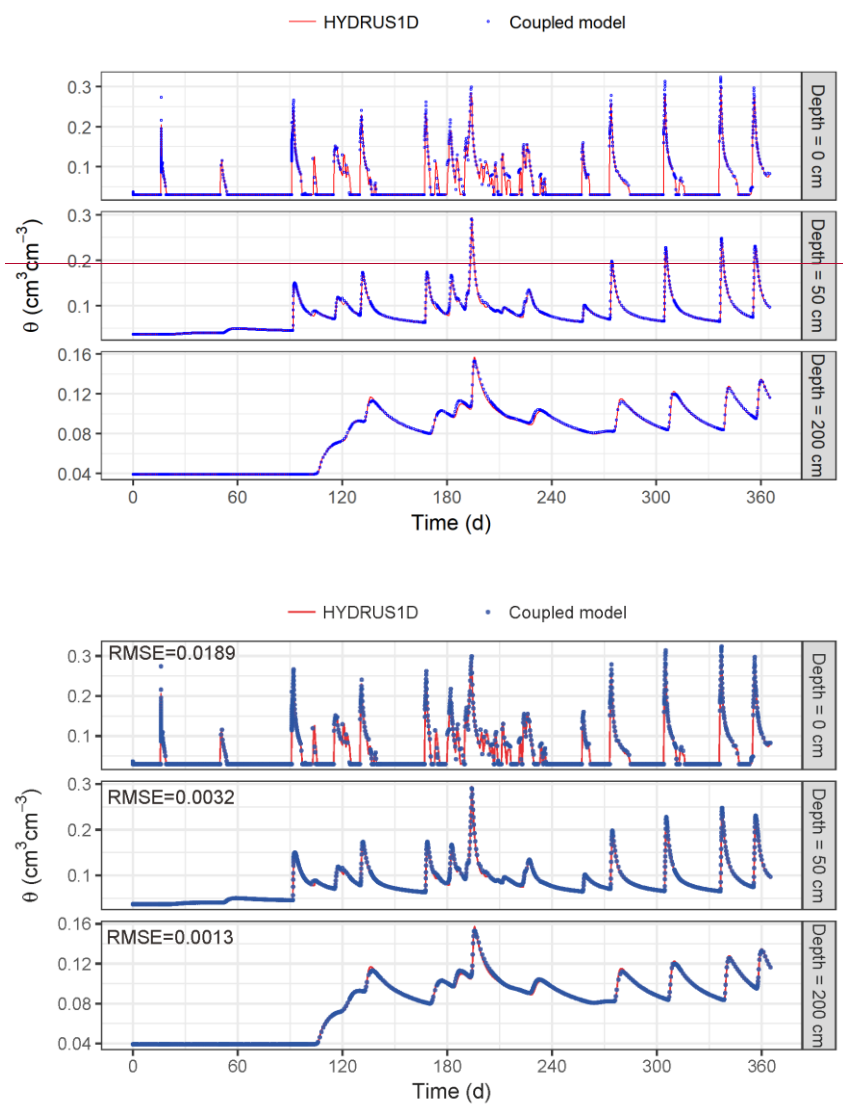 HYDRUS1D Coupled model
0.3
0.2
0.1
Depth = 0 cm
0.3
0.2
0.1
Depth = 50 cm
0.16
0.12
0.08
0.04
Depth = 200 cm
θ (cm³cm⁻³)
0 60 120 180 240 300 360
Time (d)
HYDRUS1D Coupled model
RMSE=0.0189
0.3
0.2
0.1
Depth = 0 cm
RMSE=0.0032
0.3
0.2
0.1
Depth = 50 cm
RMSE=0.0013
0.16
0.12
0.08
0.04
Depth = 200 cm
θ (cm³cm⁻³)
0 60 120 180 240 300 360
Time (d)